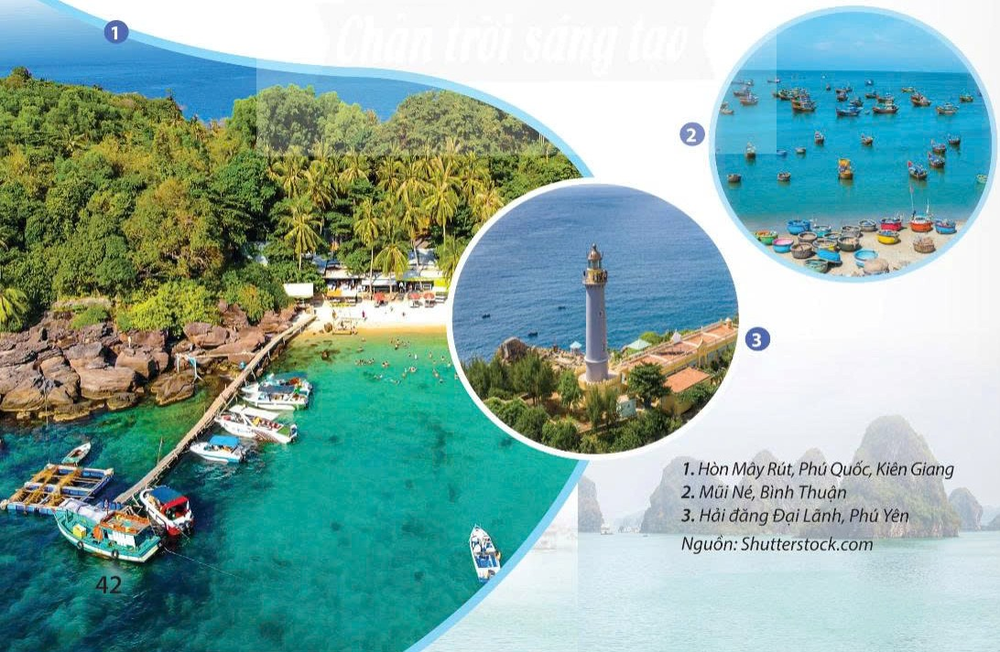 Chân trời sáng tạo
1
2
3
1. Hòn Mây Rút, Phú Quốc, Kiên Giang
2. Mũi Né, Bình Thuận
3. Hải đăng Đại Lãnh, Phú Yên
Nguồn: Shutterstock.com
42